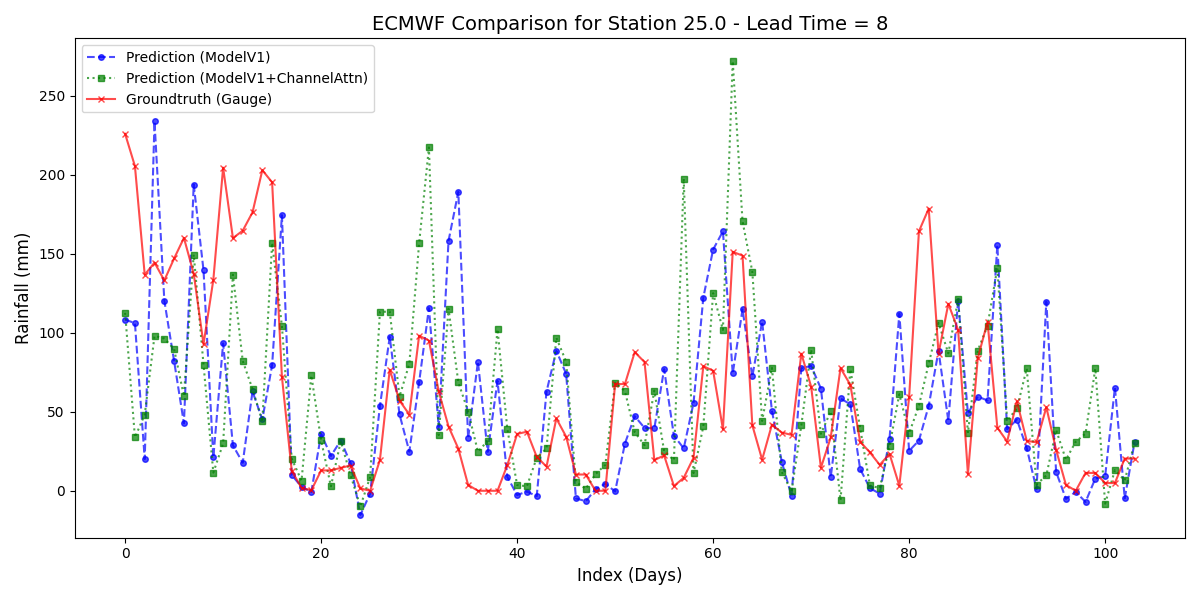 ECMWF Comparison for Station 25.0 - Lead Time = 8
Prediction (ModelV1)
Prediction (ModelV1+ChannelAttn)
Groundtruth (Gauge)
Rainfall (mm)
250
200
150
100
50
0
0 20 40 60 80 100
Index (Days)